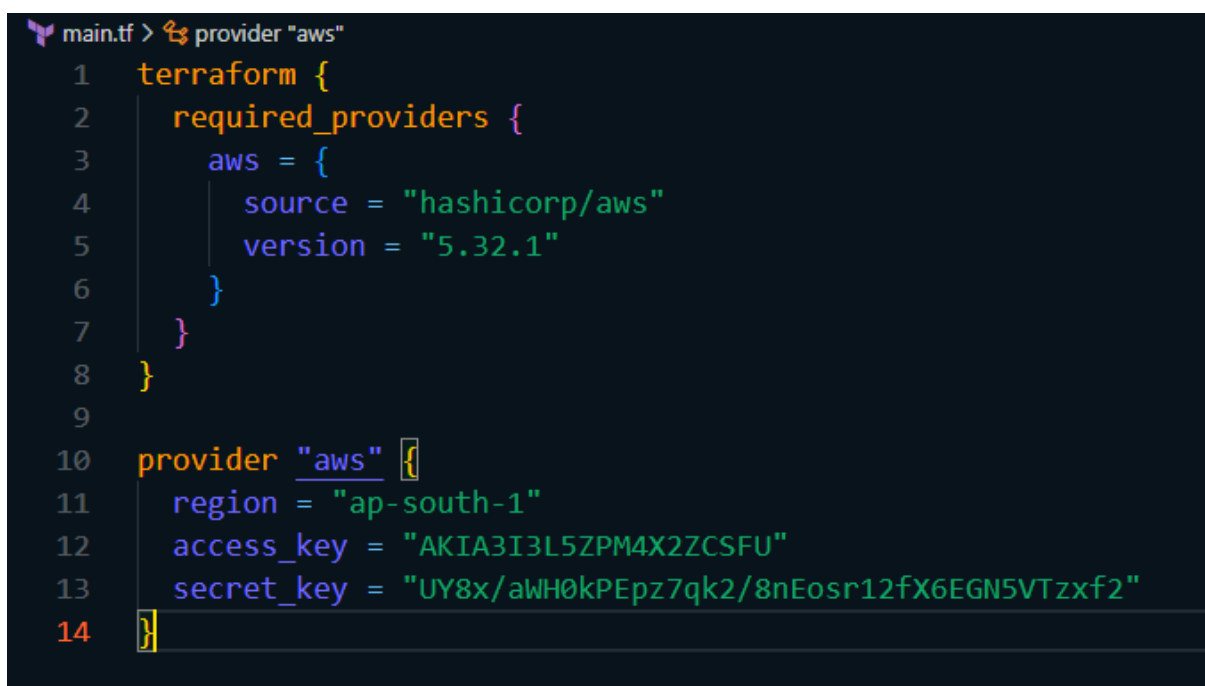 main.tf > provider "aws"
1 terraform {
2 required_providers {
3 aws = {
4 source = "hashicorp/aws"
5 version = "5.32.1"
6 }
7 }
8 }
9
10 provider "aws" {
11 region = "ap-south-1"
12 access_key = "AKIA3I3L5ZPM4X2ZCSFU"
13 secret_key = "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"
14 }